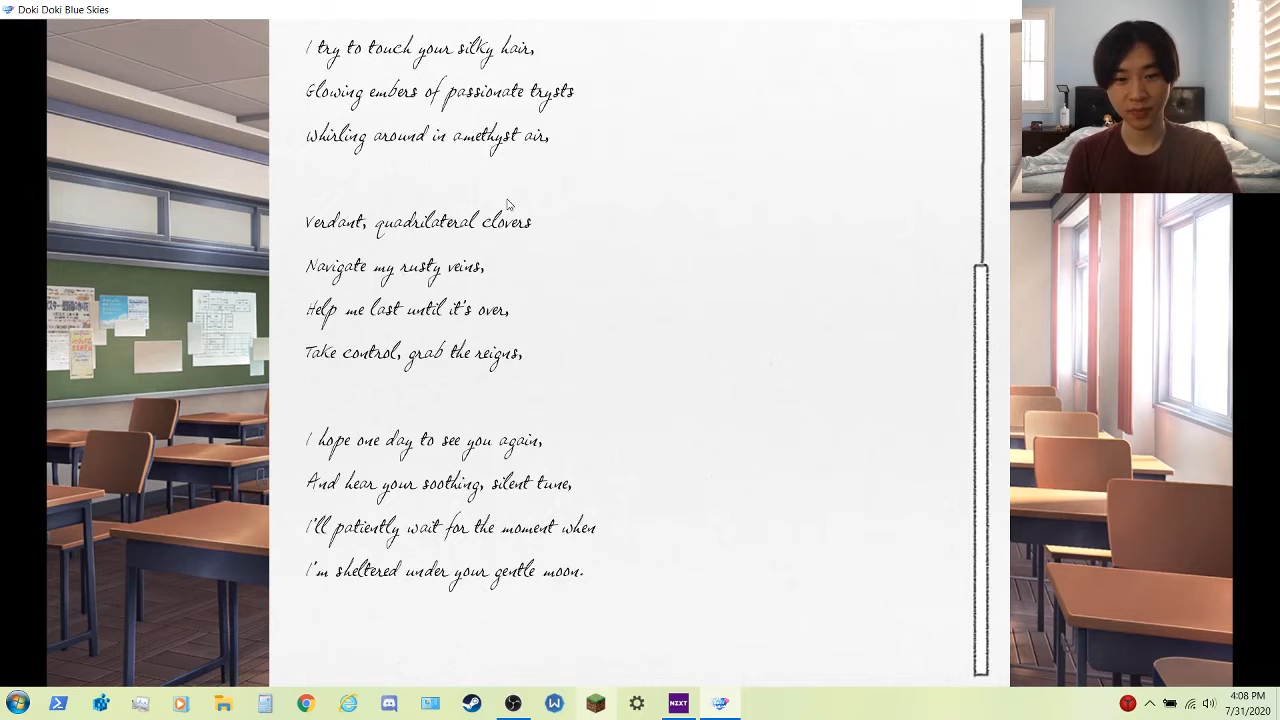 Doki Doki Blue Skies
I try to touch your silky hair,
Glowing embers of passionate trysts
Waving around in amethyst air,
Verdant, quadrilateral clovers
Navigate my rusty veins,
Help me last until it's over,
Take control, grab the reigns,
I hope one day to see you again,
And hear your soothing, silent tune,
I'll patiently wait for the moment when
I'm sheltered under your gentle moon.
NZXT
4:08 PM
7/31/2020